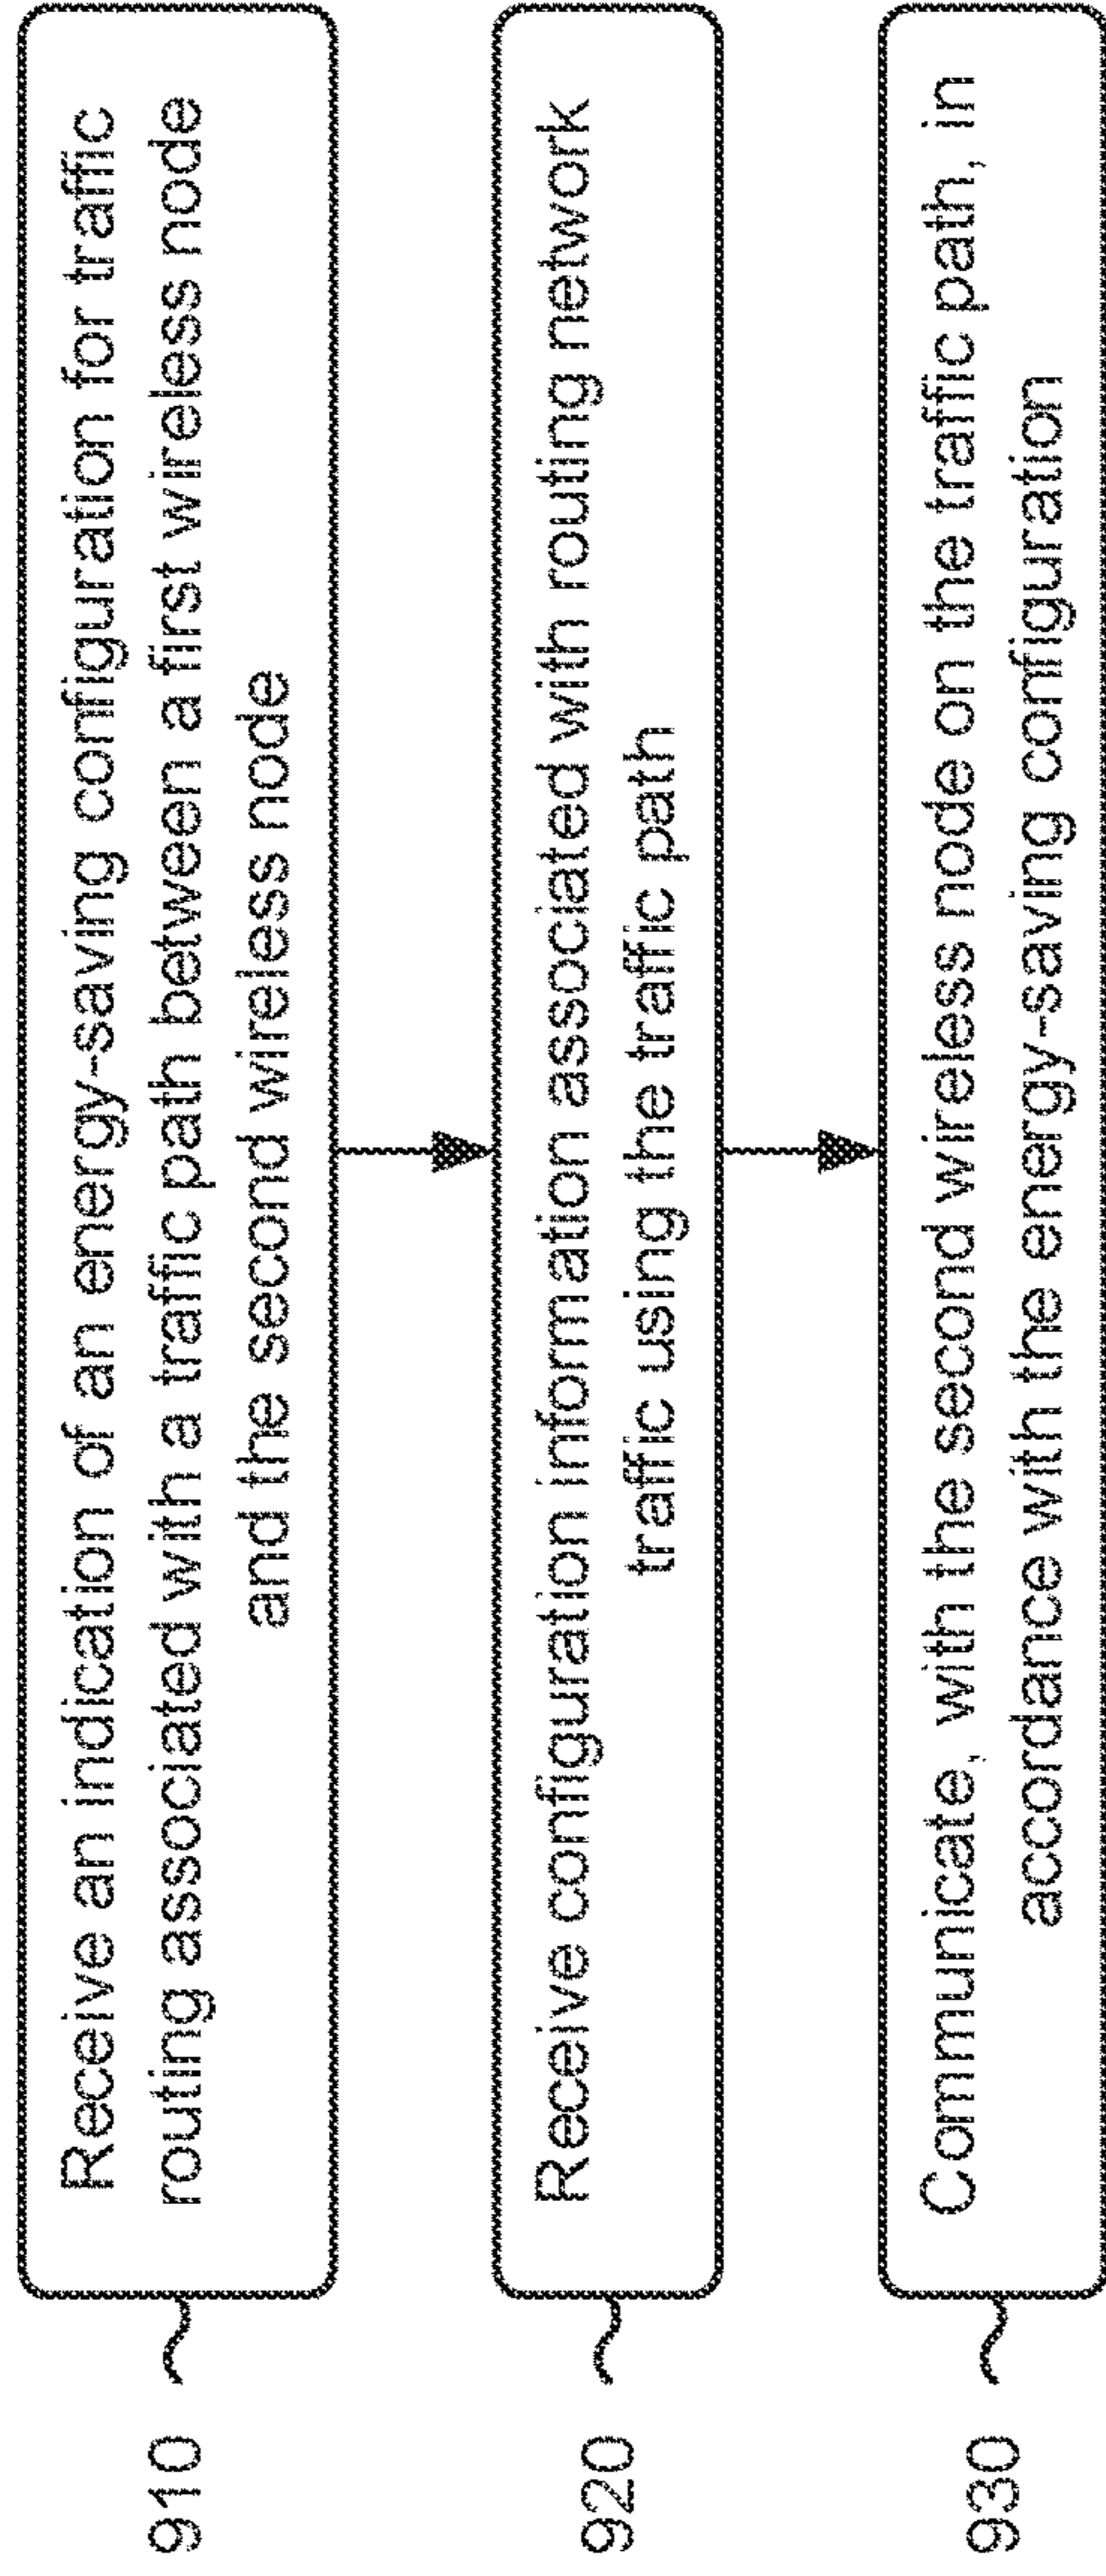 910
Receive an indication of an energy-saving configuration for traffic
routing associated with a traffic path between a first wireless node
and the second wireless node
920
Receive configuration information associated with routing network
traffic using the traffic path
930
Communicate, with the second wireless node on the traffic path, in
accordance with the energy-saving configuration